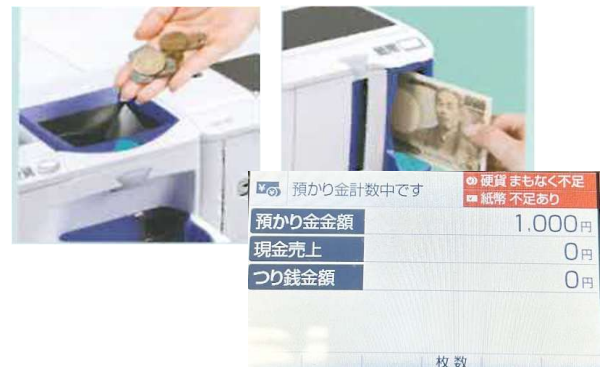 預かり金計数中です
硬貨 まもなく不足
紙幣 不足あり
預かり金金額 1,000円
現金売上 0円
つり銭金額 0円
枚数